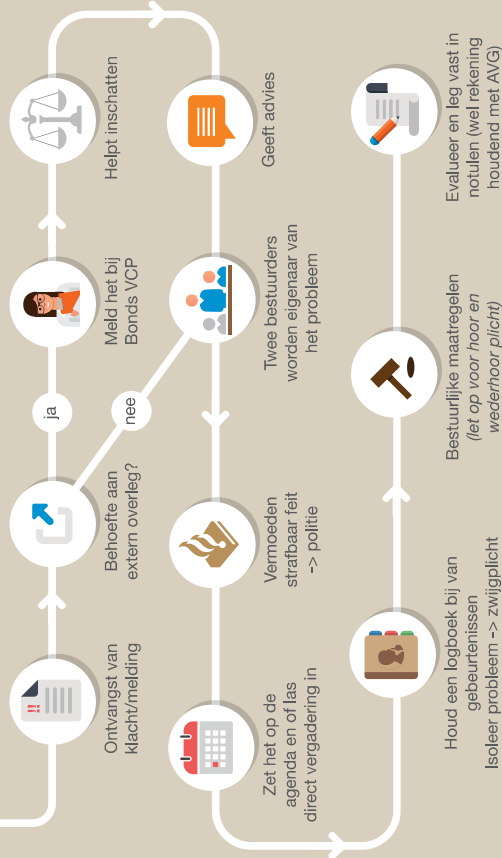 Ontvangst van
klacht/melding
Behoefte aan
extern overleg?
ja
nee
Meld het bij
Bonds VCP
Helpt inschatten
Geeft advies
Twee bestuurders
worden eigenaar van
het probleem
Vermoeden
strafbaar feit
-> politie
Zet het op de
agenda en of las
direct vergadering in
Houd een logboek bij van
gebeurtenissen
Isoleer probleem -> zwijgplicht
Bestuurlijke maatregelen
(let op voor hoor en
wederhoor plicht)
Evalueer en leg vast in
notulen (wel rekening
houdend met AVG)